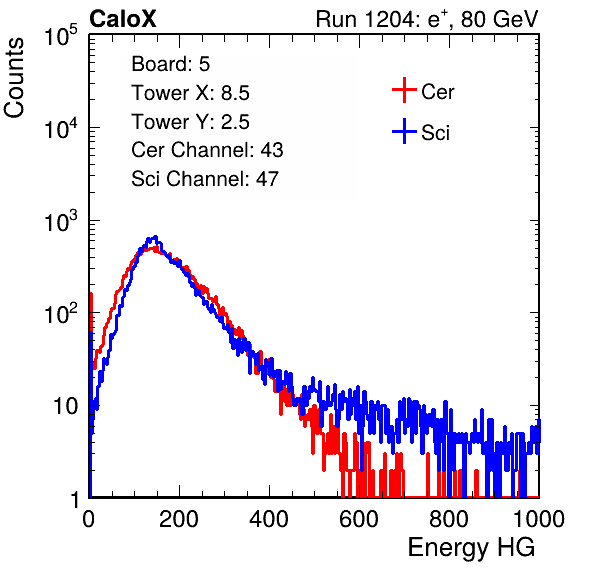 CaloX
Run 1204: e+, 80 GeV
Counts
10^5
10^4
10^3
10^2
10
1
Board: 5
Tower X: 8.5
Tower Y: 2.5
Cer Channel: 43
Sci Channel: 47
Cer
Sci
0 200 400 600 800 1000
Energy HG